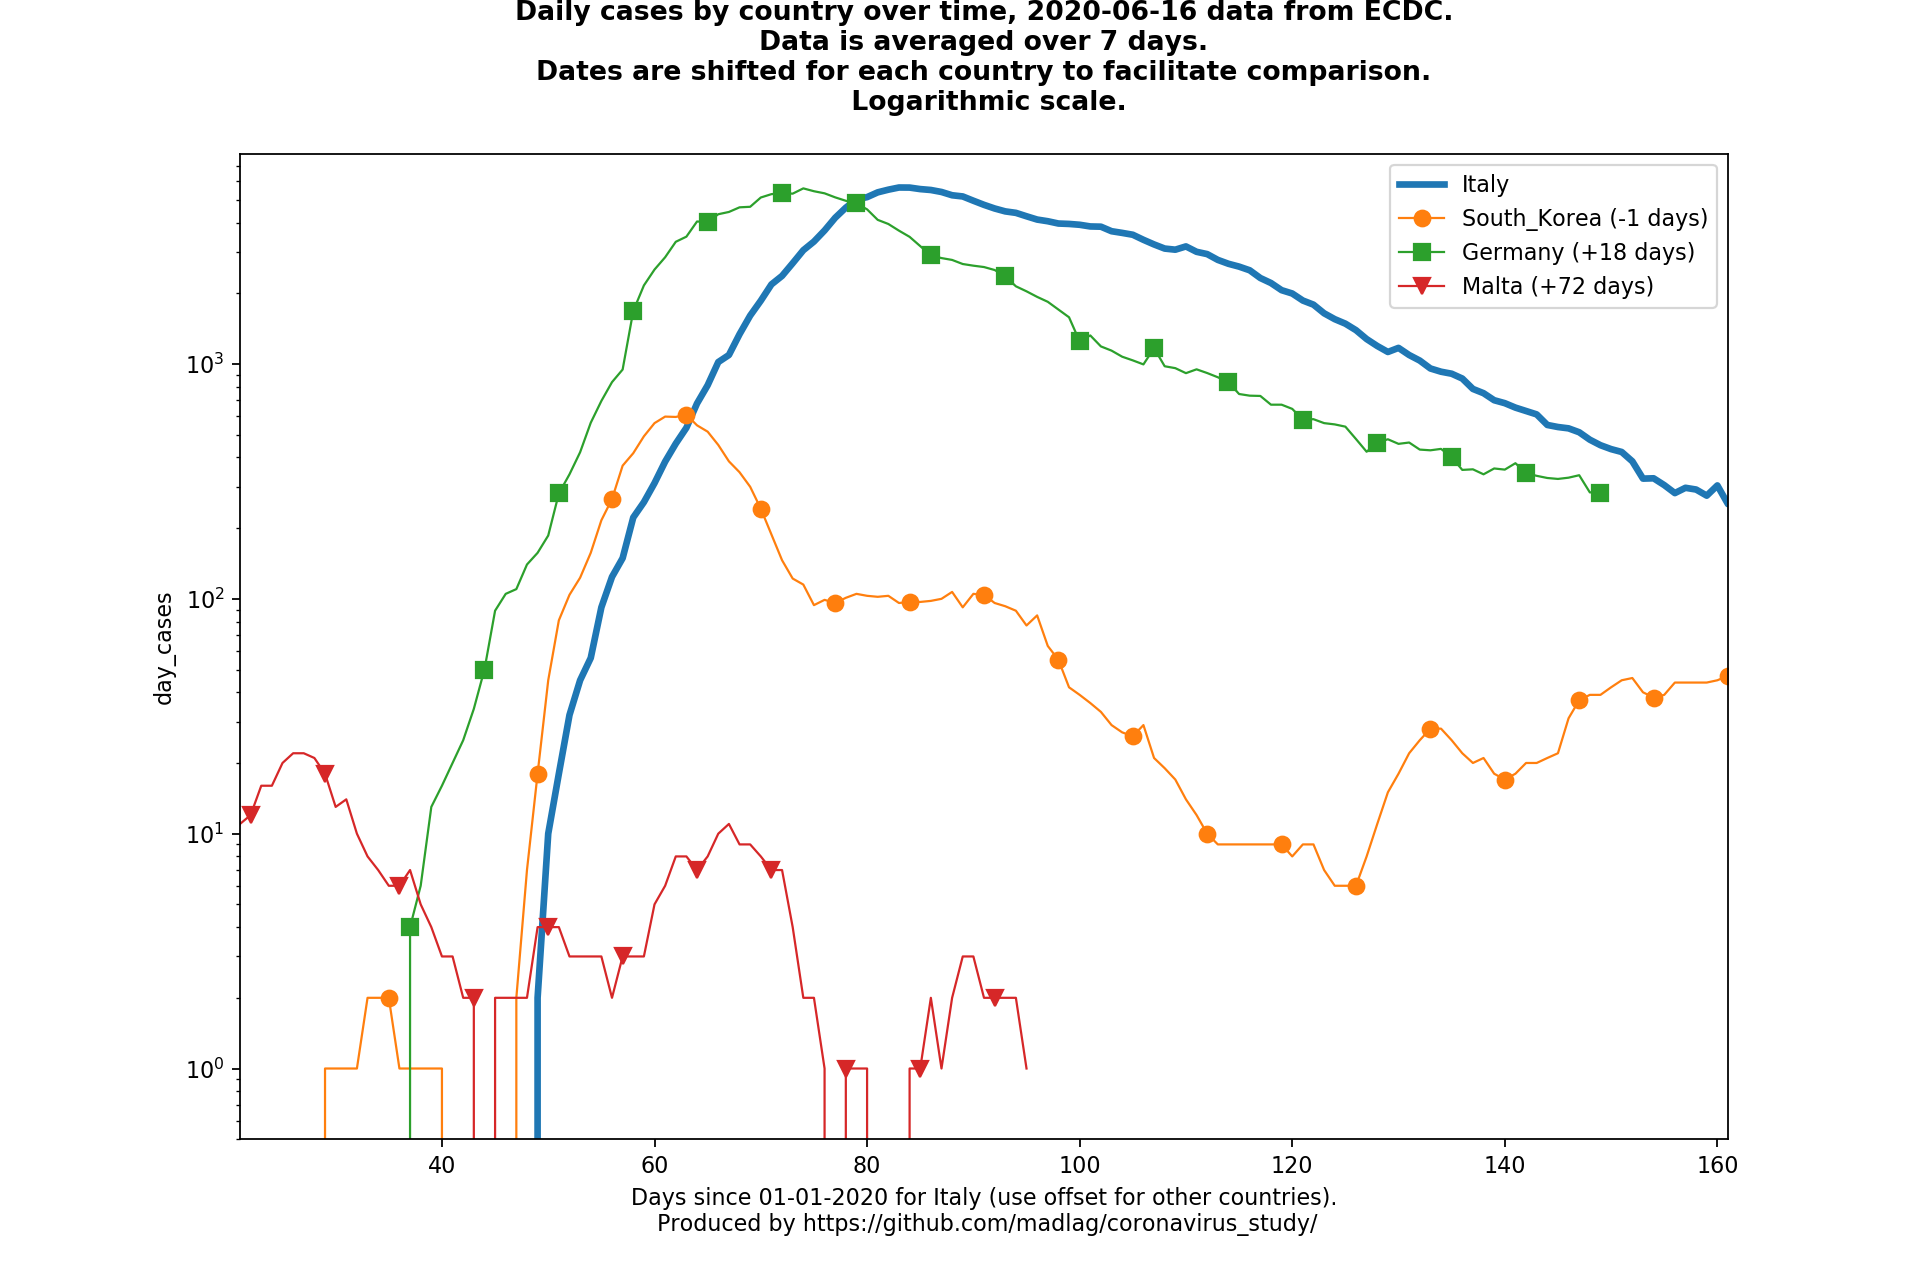 Daily cases by country over time, 2020-06-16 data from ECDC.
Data is averaged over 7 days.
Dates are shifted for each country to facilitate comparison.
Logarithmic scale.
Italy
South_Korea (-1 days)
Germany (+18 days)
Malta (+72 days)
day_cases
10³
10²
10¹
10⁰
40 60 80 100 120 140 160
Days since 01-01-2020 for Italy (use offset for other countries).
Produced by https://github.com/madlag/coronavirus_study/